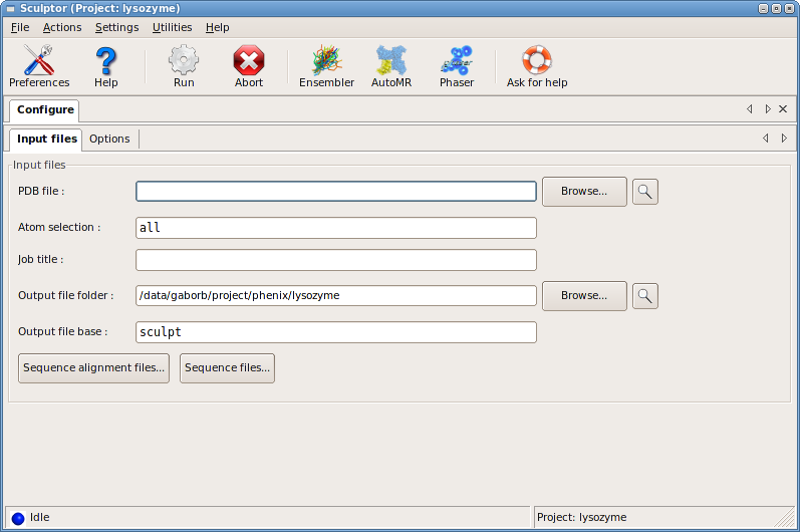 Sculptor (Project: lysozyme)
File Actions Settings Utilities Help
Preferences Help Run Abort Ensembler AutoMR Phaser Ask for help
Configure
Input files Options
Input files
PDB file : Browse...
Atom selection : all
Job title :
Output file folder : /data/gaborb/project/phenix/lysozyme Browse...
Output file base : sculpt
Sequence alignment files... Sequence files...
Idle Project: lysozyme